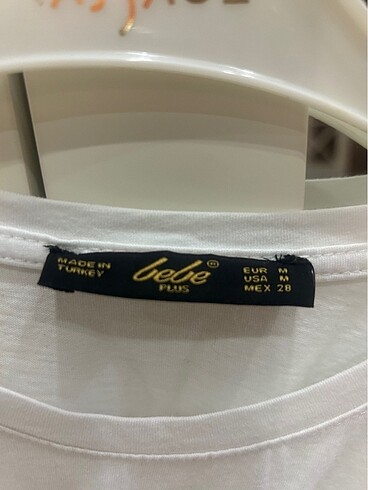 MADE IN
TURKEY
bebe®
PLUS
EUR M
USA M
MEX 28